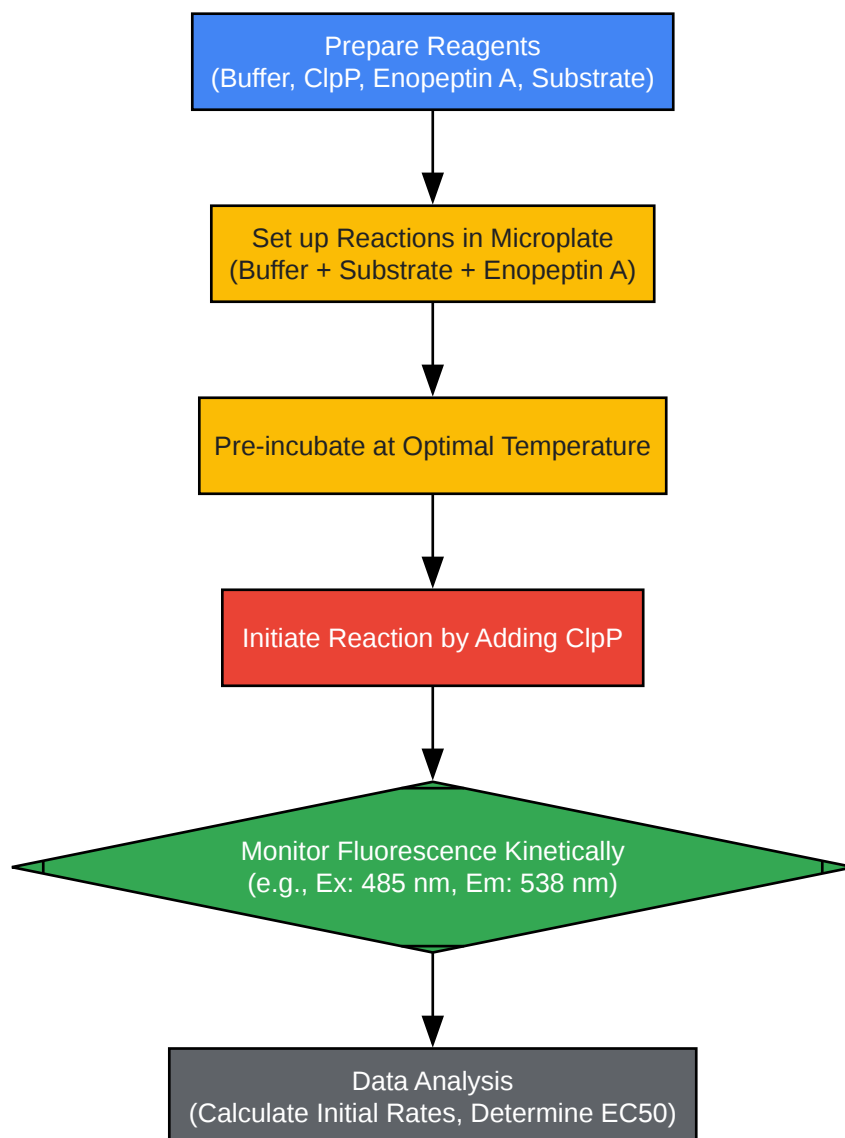 Prepare Reagents
(Buffer, ClpP, Enopeptin A, Substrate)
Set up Reactions in Microplate
(Buffer + Substrate + Enopeptin A)
Pre-incubate at Optimal Temperature
Initiate Reaction by Adding ClpP
Monitor Fluorescence Kinetically
(e.g., Ex: 485 nm, Em: 538 nm)
Data Analysis
(Calculate Initial Rates, Determine EC50)